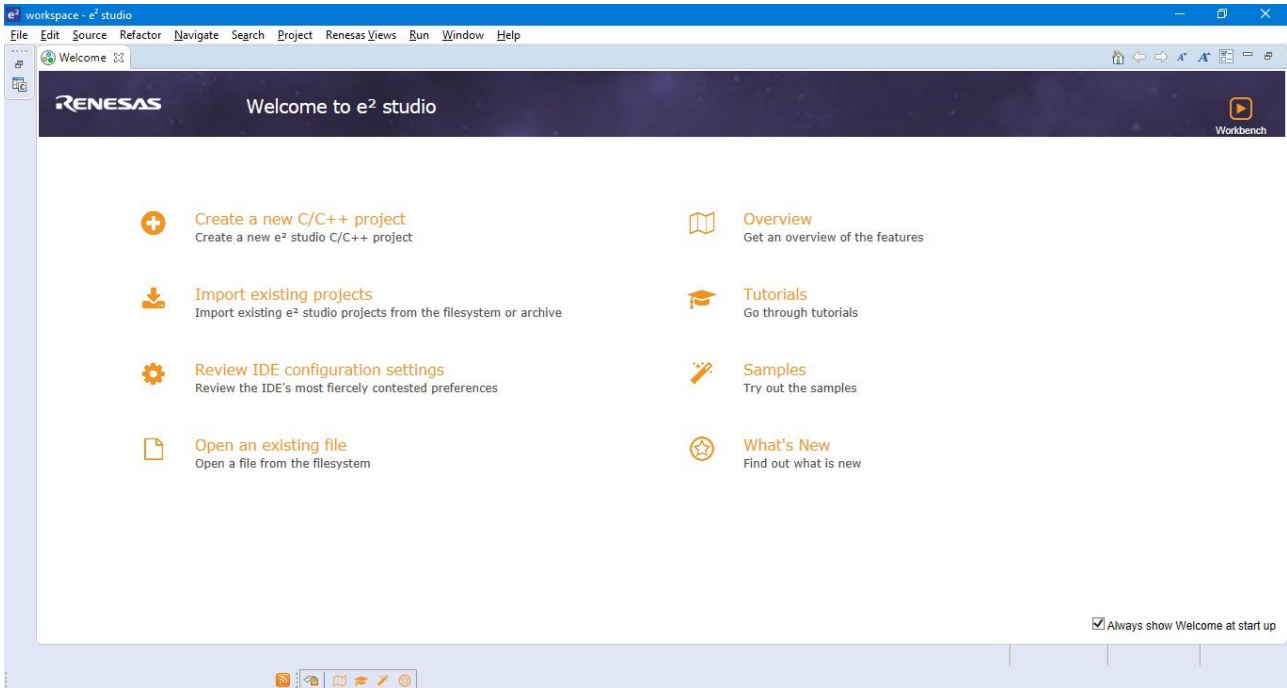 e² workspace - e² studio
File Edit Source Refactor Navigate Search Project Renesas Views Run Window Help
Welcome
RENESAS Welcome to e² studio
Workbench
Create a new C/C++ project
Create a new e² studio C/C++ project
Overview
Get an overview of the features
Import existing projects
Import existing e² studio projects from the filesystem or archive
Tutorials
Go through tutorials
Review IDE configuration settings
Review the IDE's most fiercely contested preferences
Samples
Try out the samples
Open an existing file
Open a file from the filesystem
What's New
Find out what is new
Always show Welcome at start up